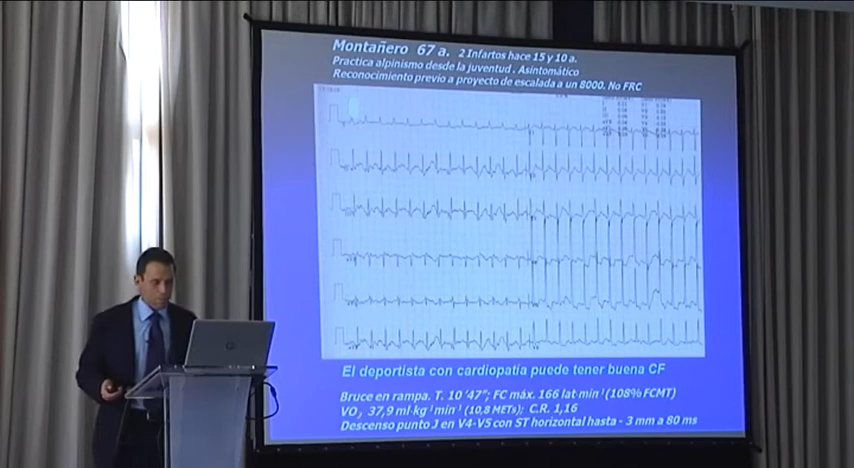 Montañero 67 a. 2 Infartos hace 15 y 10 a.
Practica alpinismo desde la juventud . Asintomático
Reconocimiento previo a proyecto de escalada a un 8000. No FRC
El deportista con cardiopatía puede tener buena CF
Bruce en rampa. T. 10 '47"; FC máx. 166 lat·min⁻¹ (108% FCMT)
VO₂ 37,9 ml·kg⁻¹min⁻¹ (10,8 METs); C.R. 1,16
Descenso punto J en V4-V5 con ST horizontal hasta - 3 mm a 80 ms